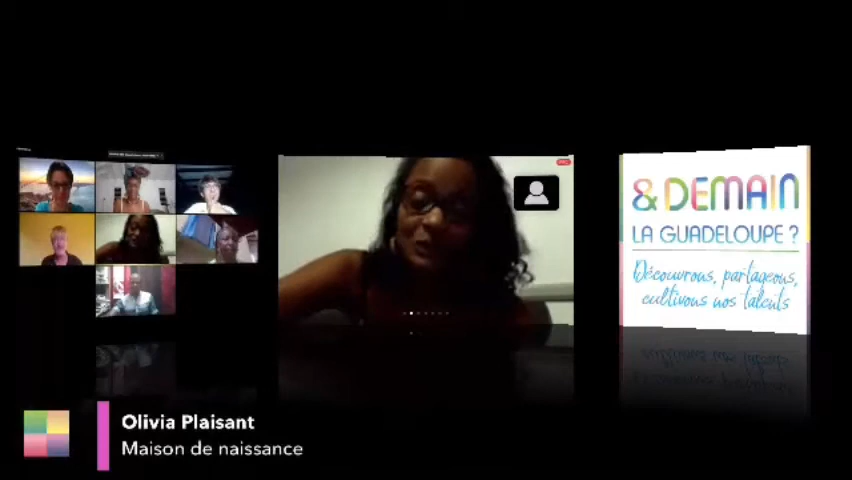 & DEMAIN
LA GUADELOUPE ?
Découvrons, partageons,
cultivons nos talents
Olivia Plaisant
Maison de naissance